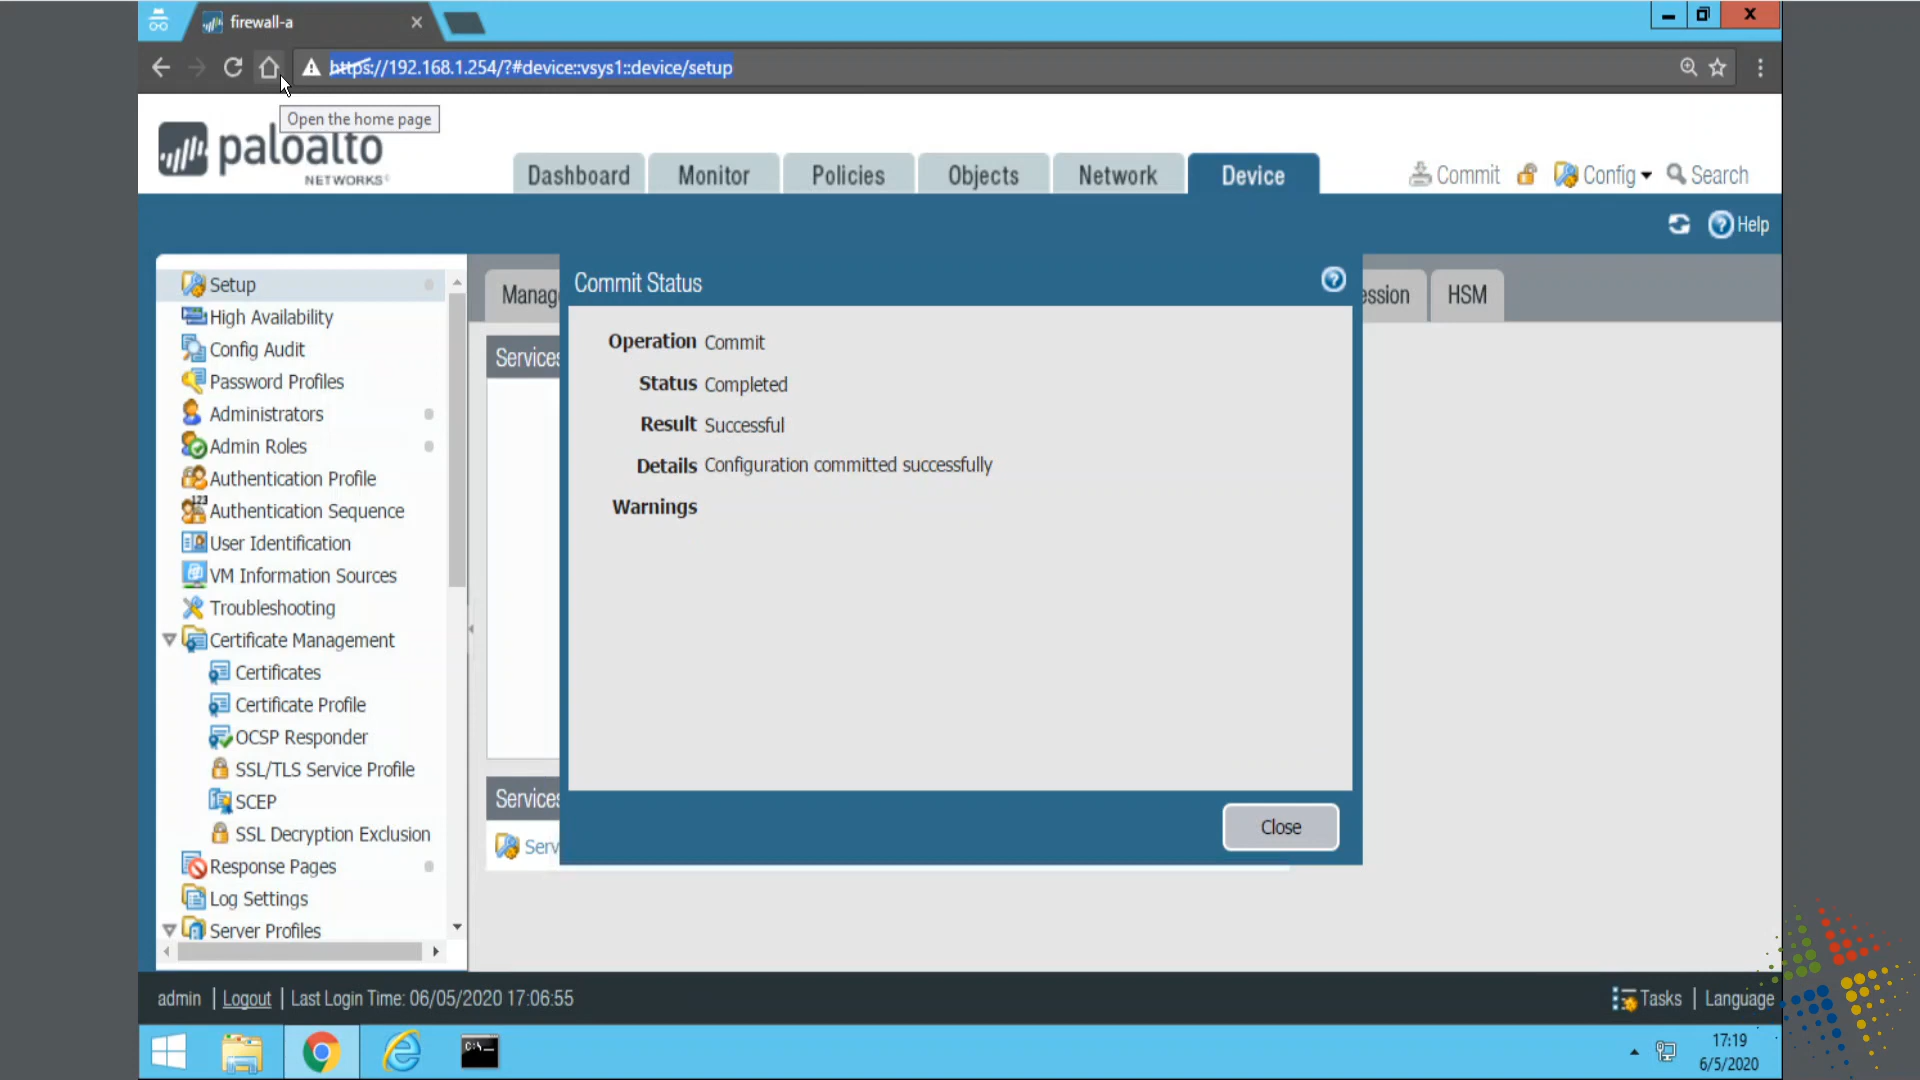 firewall-a
https://192.168.1.254/?#device::vsys1::device/setup
Open the home page
paloalto
NETWORKS
Dashboard
Monitor
Policies
Objects
Network
Device
Commit
Config
Search
Help
Setup
High Availability
Config Audit
Password Profiles
Administrators
Admin Roles
Authentication Profile
Authentication Sequence
User Identification
VM Information Sources
Troubleshooting
Certificate Management
Certificates
Certificate Profile
OCSP Responder
SSL/TLS Service Profile
SCEP
SSL Decryption Exclusion
Response Pages
Log Settings
Server Profiles
Manag
ession
HSM
Services
Services
Serv
Commit Status
Operation Commit
Status Completed
Result Successful
Details Configuration committed successfully
Warnings
Close
admin | Logout | Last Login Time: 06/05/2020 17:06:55
Tasks | Language
17:19
6/5/2020